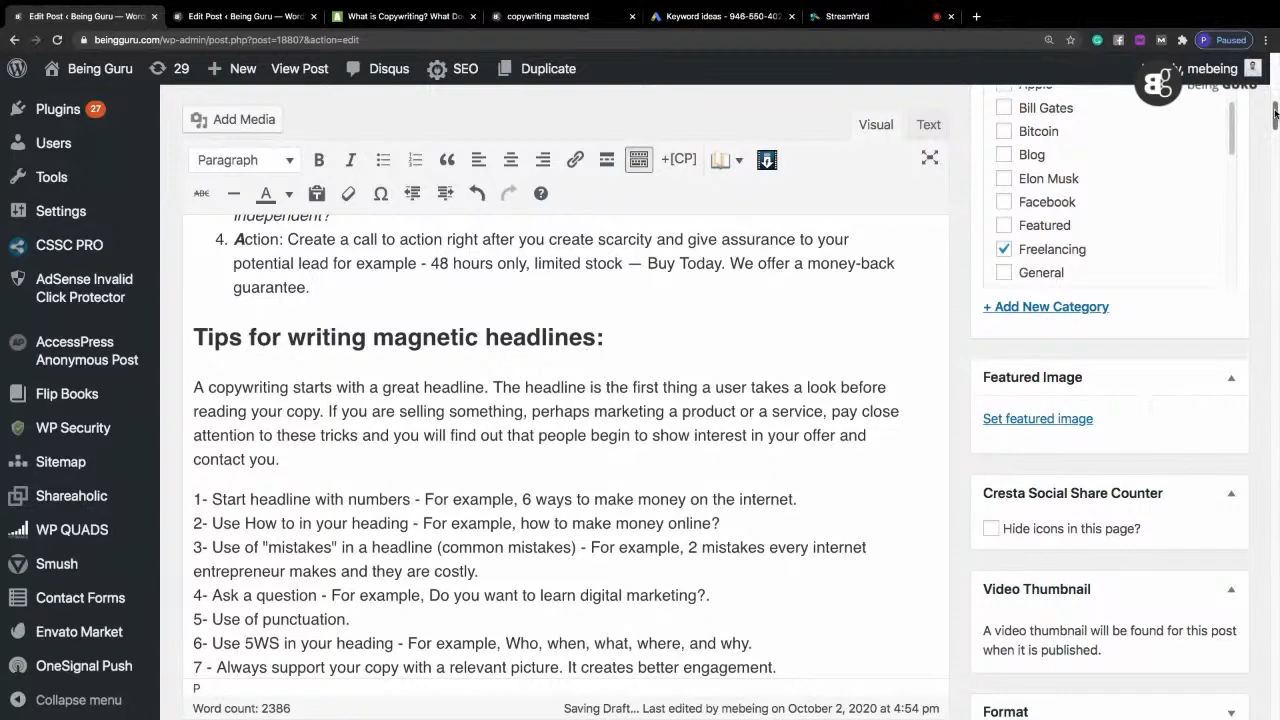 Edit Post ‹ Being Guru — Word
Edit Post ‹ Being Guru — Word
What is Copywriting? What Do
copywriting mastered
Keyword ideas - 946-550-402
StreamYard
beingguru.com/wp-admin/post.php?post=18807&action=edit
Paused
Being Guru
29
New
View Post
Disqus
SEO
Duplicate
mebeing
being GURU
Plugins 27
Users
Tools
Settings
CSSC PRO
AdSense Invalid
Click Protector
AccessPress
Anonymous Post
Flip Books
WP Security
Sitemap
Shareaholic
WP QUADS
Smush
Contact Forms
Envato Market
OneSignal Push
Collapse menu
Add Media
Visual
Text
Paragraph
B
I
+[CP]
ABC
A
independent?
4. Action: Create a call to action right after you create scarcity and give assurance to your
potential lead for example - 48 hours only, limited stock — Buy Today. We offer a money-back
guarantee.
Tips for writing magnetic headlines:
A copywriting starts with a great headline. The headline is the first thing a user takes a look before
reading your copy. If you are selling something, perhaps marketing a product or a service, pay close
attention to these tricks and you will find out that people begin to show interest in your offer and
contact you.
1- Start headline with numbers - For example, 6 ways to make money on the internet.
2- Use How to in your heading - For example, how to make money online?
3- Use of "mistakes" in a headline (common mistakes) - For example, 2 mistakes every internet
entrepreneur makes and they are costly.
4- Ask a question - For example, Do you want to learn digital marketing?.
5- Use of punctuation.
6- Use 5WS in your heading - For example, Who, when, what, where, and why.
7 - Always support your copy with a relevant picture. It creates better engagement.
P
Word count: 2386
Saving Draft... Last edited by mebeing on October 2, 2020 at 4:54 pm
Apple
Bill Gates
Bitcoin
Blog
Elon Musk
Facebook
Featured
Freelancing
General
+ Add New Category
Featured Image
Set featured image
Cresta Social Share Counter
Hide icons in this page?
Video Thumbnail
A video thumbnail will be found for this post
when it is published.
Format